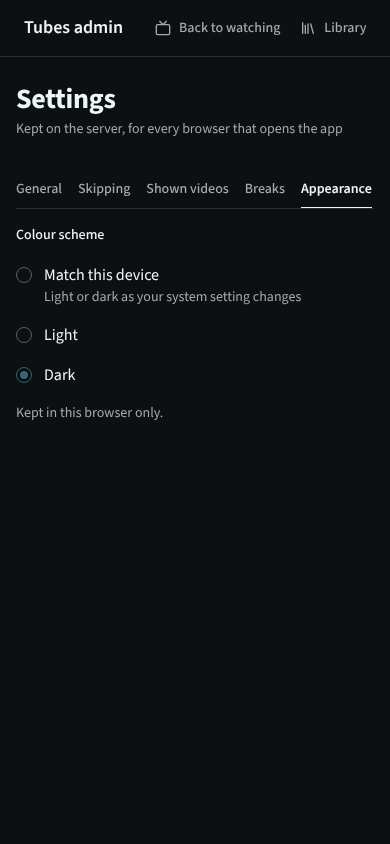 Tubes admin
Back to watching
Library
Settings
Kept on the server, for every browser that opens the app
General
Skipping
Shown videos
Breaks
Appearance
Colour scheme
Match this device
Light or dark as your system setting changes
Light
Dark
Kept in this browser only.